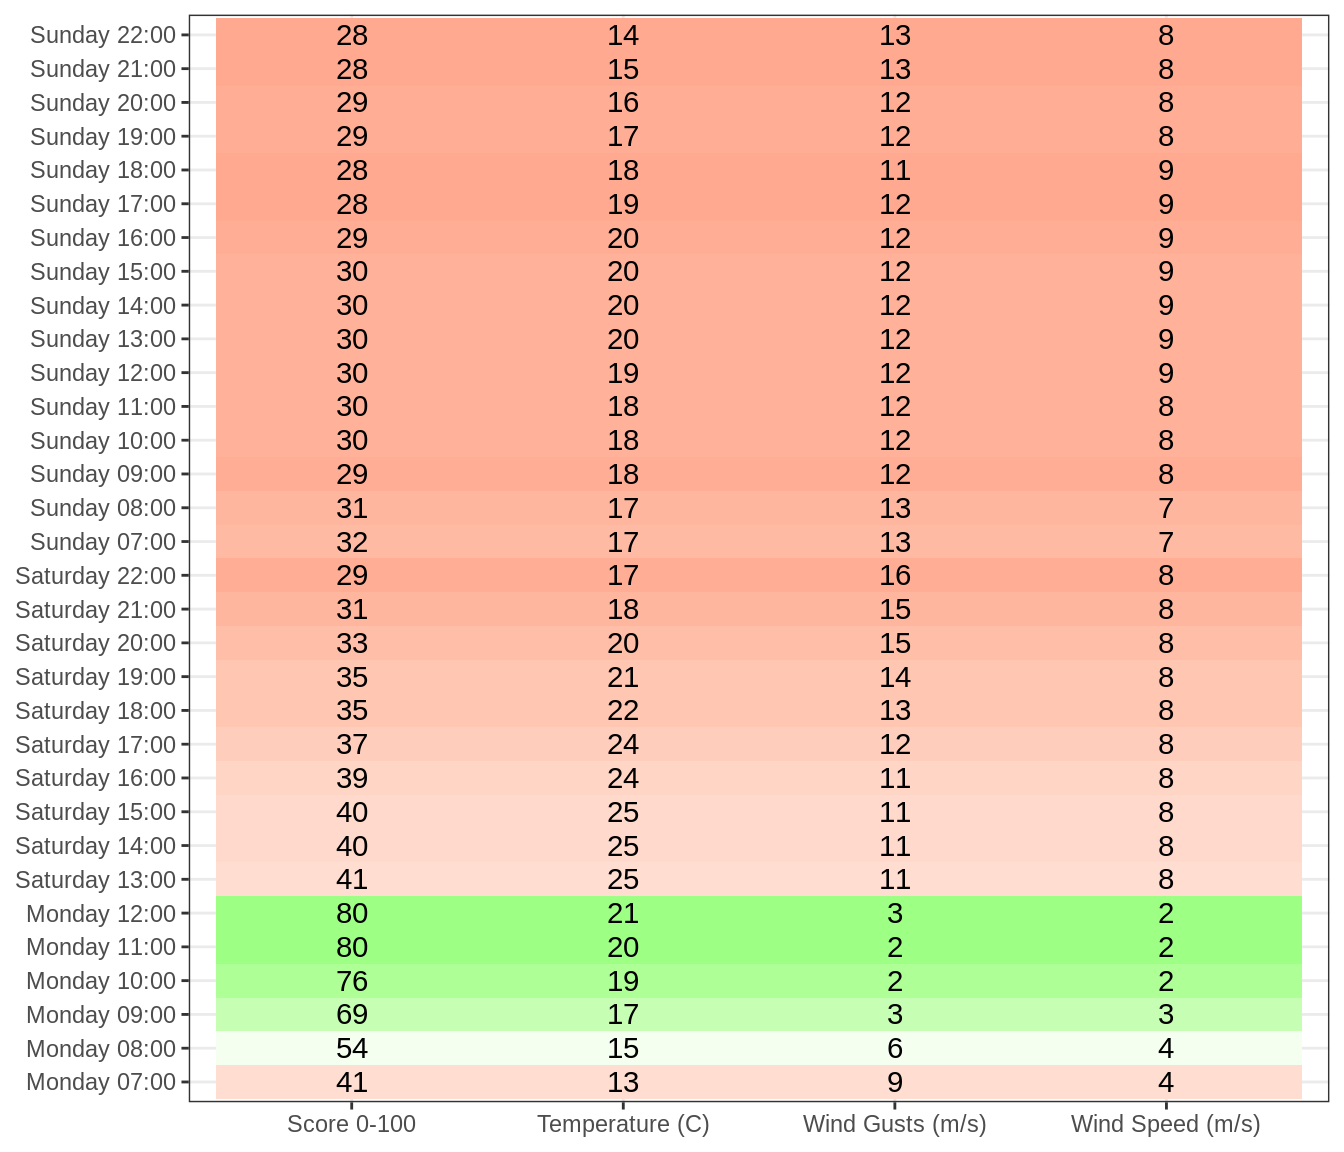 Sunday 22:00 28 14 13 8
Sunday 21:00 28 15 13 8
Sunday 20:00 29 16 12 8
Sunday 19:00 29 17 12 8
Sunday 18:00 28 18 11 9
Sunday 17:00 28 19 12 9
Sunday 16:00 29 20 12 9
Sunday 15:00 30 20 12 9
Sunday 14:00 30 20 12 9
Sunday 13:00 30 20 12 9
Sunday 12:00 30 19 12 9
Sunday 11:00 30 18 12 8
Sunday 10:00 30 18 12 8
Sunday 09:00 29 18 12 8
Sunday 08:00 31 17 13 7
Sunday 07:00 32 17 13 7
Saturday 22:00 29 17 16 8
Saturday 21:00 31 18 15 8
Saturday 20:00 33 20 15 8
Saturday 19:00 35 21 14 8
Saturday 18:00 35 22 13 8
Saturday 17:00 37 24 12 8
Saturday 16:00 39 24 11 8
Saturday 15:00 40 25 11 8
Saturday 14:00 40 25 11 8
Saturday 13:00 41 25 11 8
Monday 12:00 80 21 3 2
Monday 11:00 80 20 2 2
Monday 10:00 76 19 2 2
Monday 09:00 69 17 3 3
Monday 08:00 54 15 6 4
Monday 07:00 41 13 9 4
Score 0-100 Temperature (C) Wind Gusts (m/s) Wind Speed (m/s)